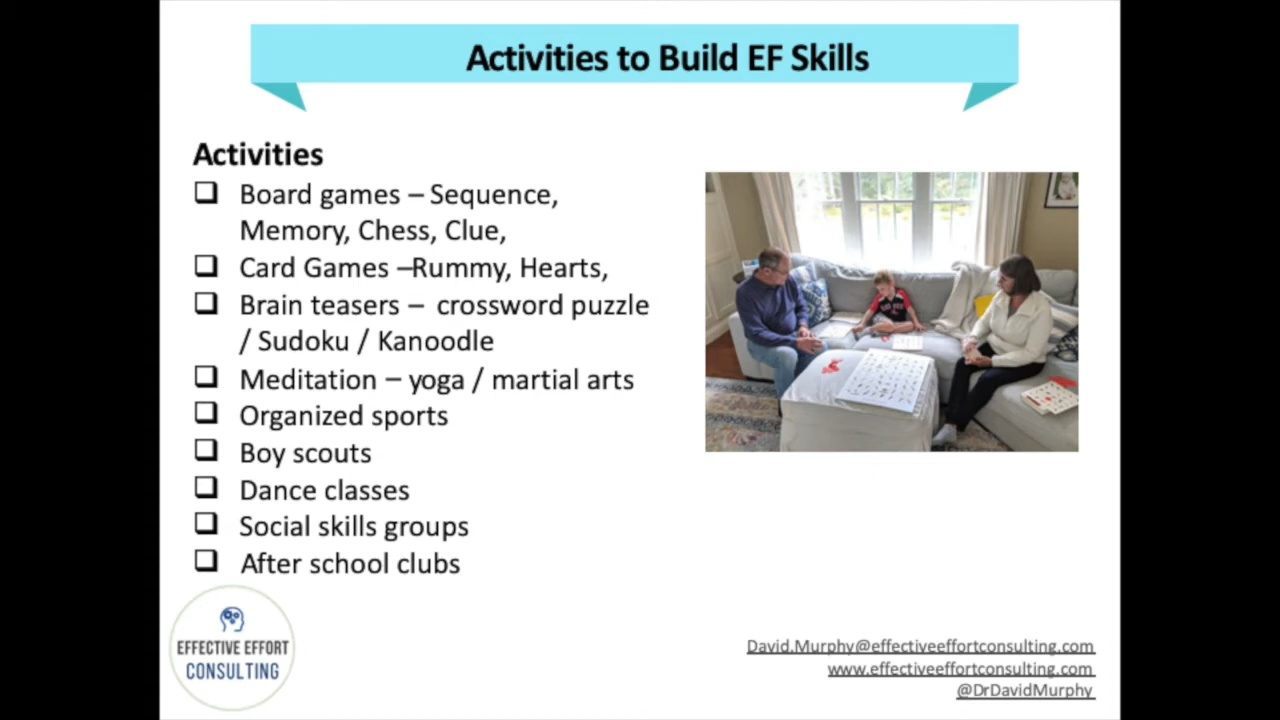 Activities to Build EF Skills
Activities
❑ Board games – Sequence,
Memory, Chess, Clue,
❑ Card Games –Rummy, Hearts,
❑ Brain teasers – crossword puzzle
/ Sudoku / Kanoodle
❑ Meditation – yoga / martial arts
❑ Organized sports
❑ Boy scouts
❑ Dance classes
❑ Social skills groups
❑ After school clubs
EFFECTIVE EFFORT
CONSULTING
David.Murphy@effectiveeffortconsulting.com
www.effectiveeffortconsulting.com
@DrDavidMurphy